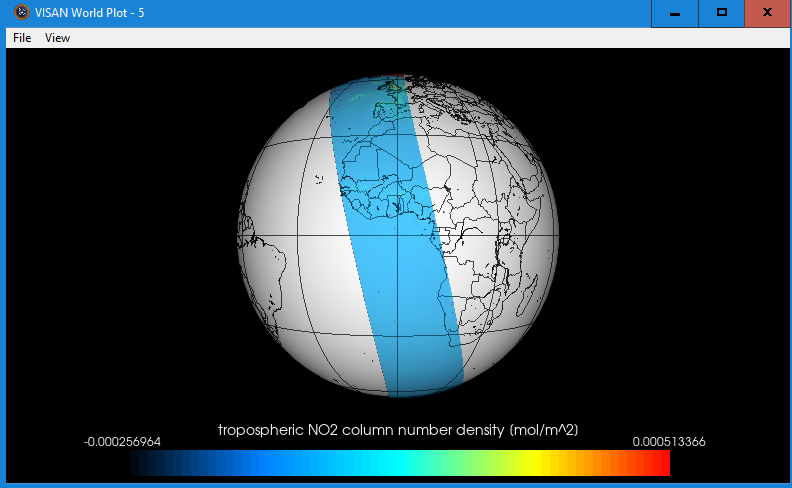 VISAN World Plot - 5
File View
tropospheric NO2 column number density [mol/m^2]
-0.000256964 0.000513366